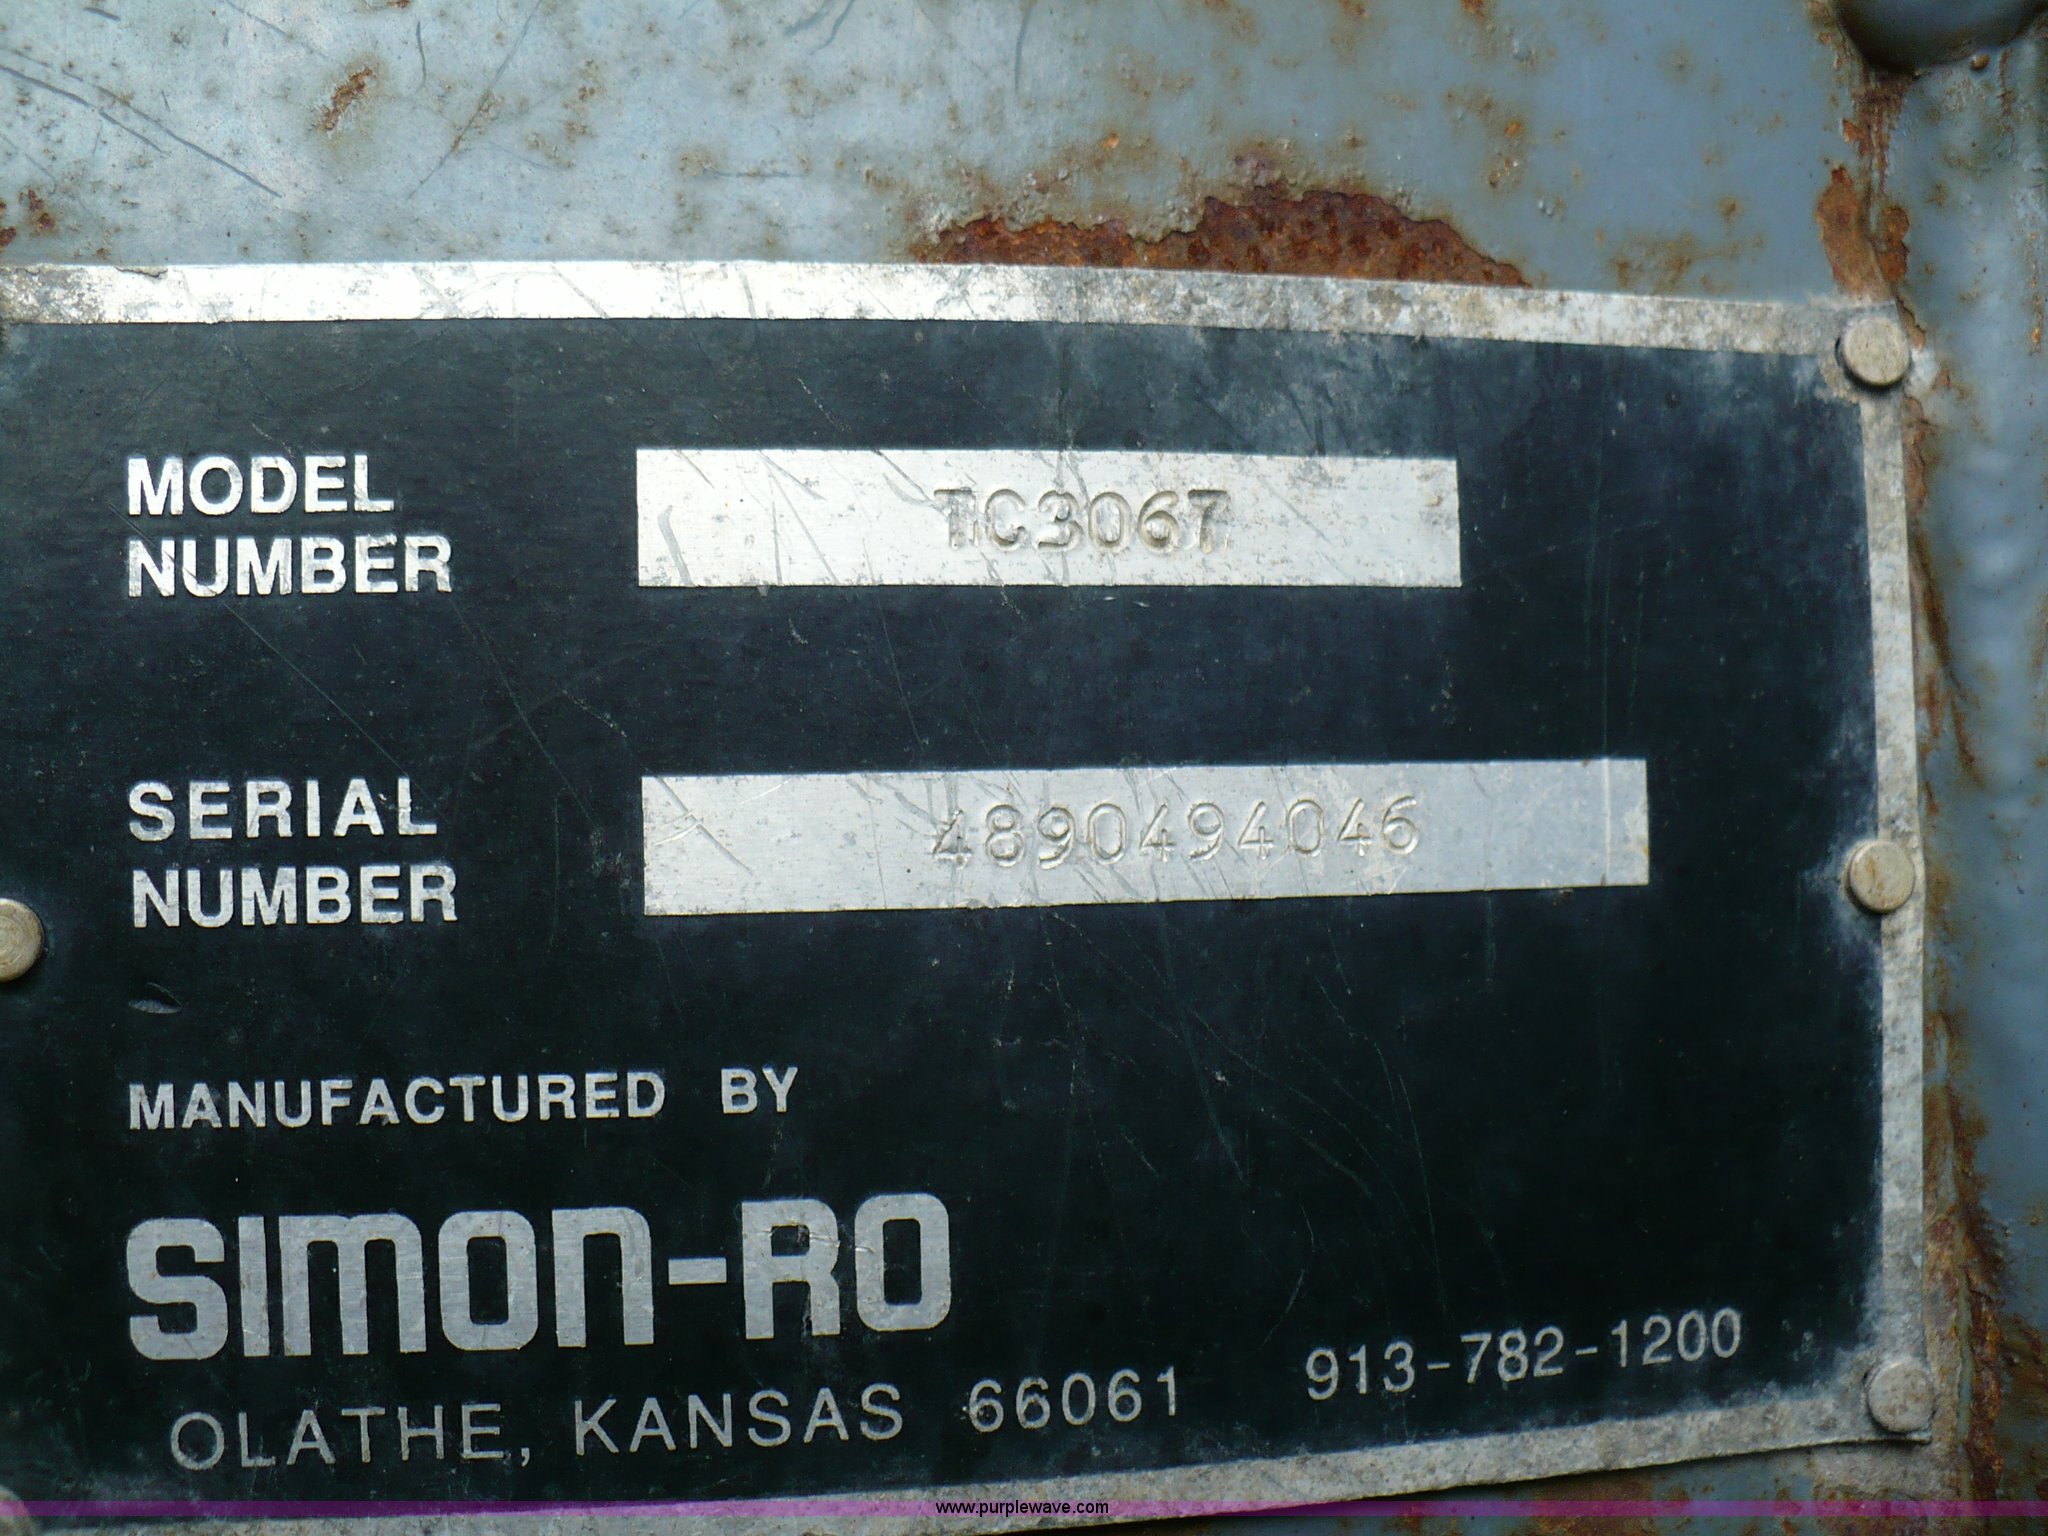 MODEL
NUMBER
TC3067
SERIAL
NUMBER
4890494046
MANUFACTURED BY
SIMON-RO
OLATHE, KANSAS 66061 913-782-1200
www.purplewave.com